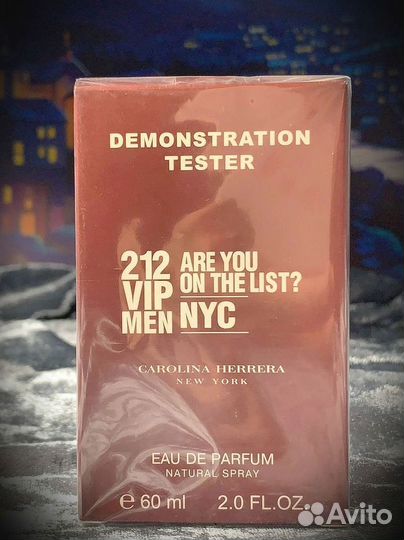 DEMONSTRATION
TESTER
212
VIP
MEN
ARE YOU
ON THE LIST?
NYC
CAROLINA HERRERA
NEW YORK
EAU DE PARFUM
NATURAL SPRAY
℮ 60 ml 2.0 FL.OZ.
Avito